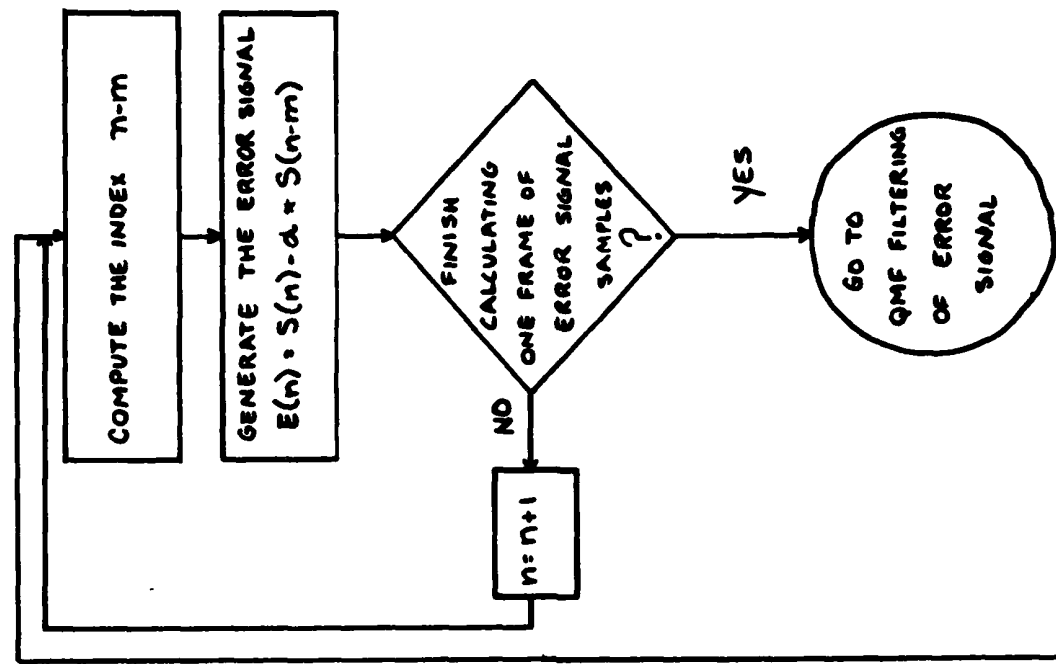 COMPUTE THE INDEX n-m
GENERATE THE ERROR SIGNAL
E(n) = S(n) - α * S(n-m)
FINISH
CALCULATING
ONE FRAME OF
ERROR SIGNAL
SAMPLES
?
NO
n=n+1
YES
GO TO
QMF FILTERING
OF ERROR
SIGNAL